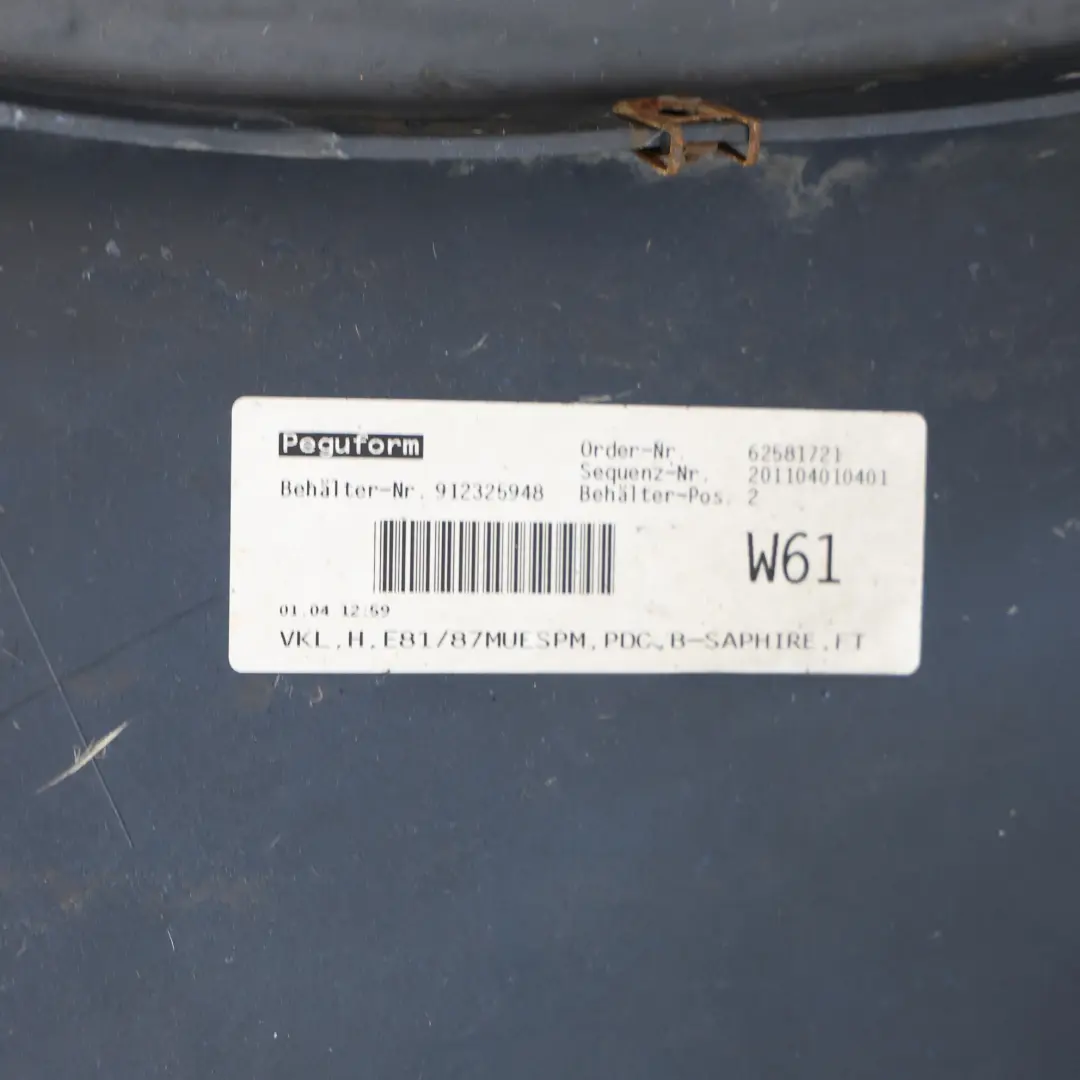 Peguform
Order-Nr. 62581721
Sequenz-Nr. 201104010401
Behälter-Nr. 912325948
Behälter-Pos. 2
W61
01.04 12:59
VKL.H.E81/87MUESPM.PDC.B-SAPHIRE.FT